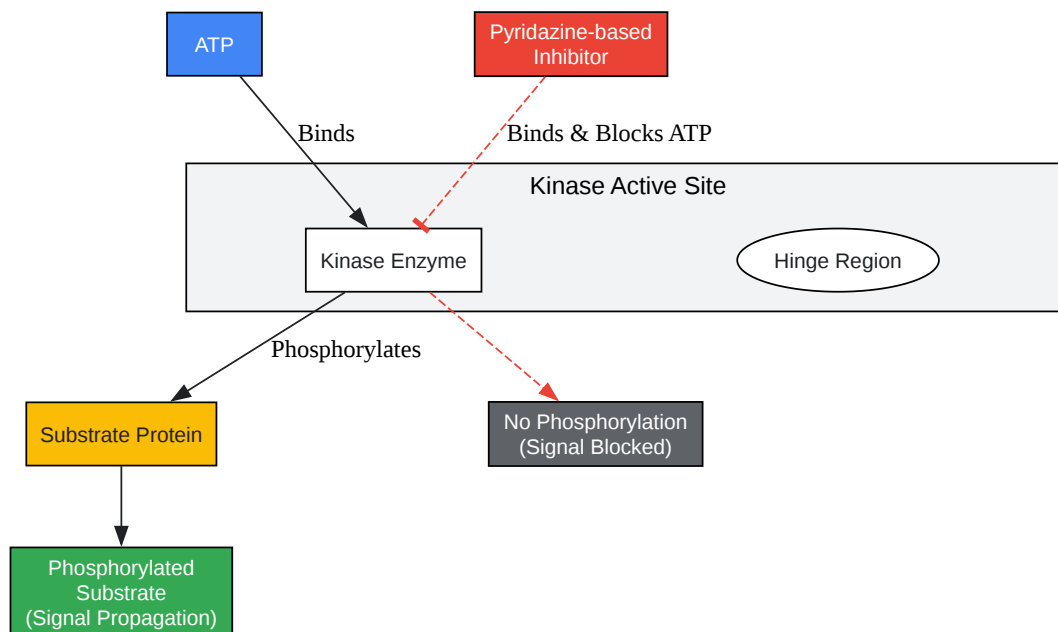 ATP
Pyridazine-based
Inhibitor
Binds
Binds & Blocks ATP
Kinase Active Site
Kinase Enzyme
Hinge Region
Phosphorylates
Substrate Protein
No Phosphorylation
(Signal Blocked)
Phosphorylated
Substrate
(Signal Propagation)